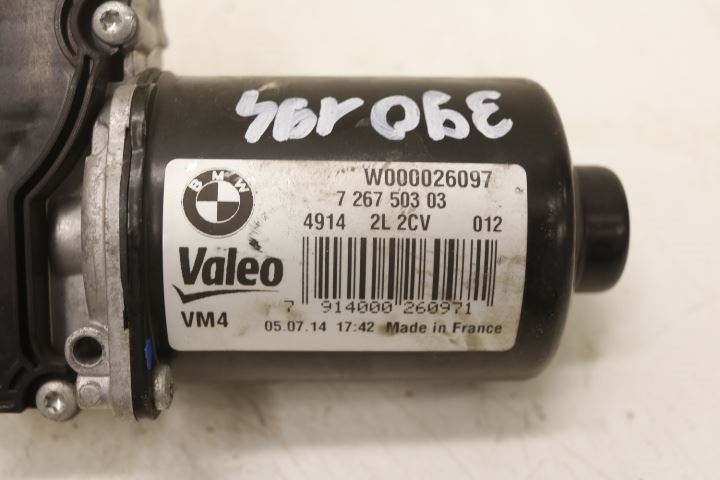 W000026097
7 267 503 03
4914 2L 2CV 012
BMW
Valeo
7 914000 260971
VM4
05.07.14 17:42 Made in France